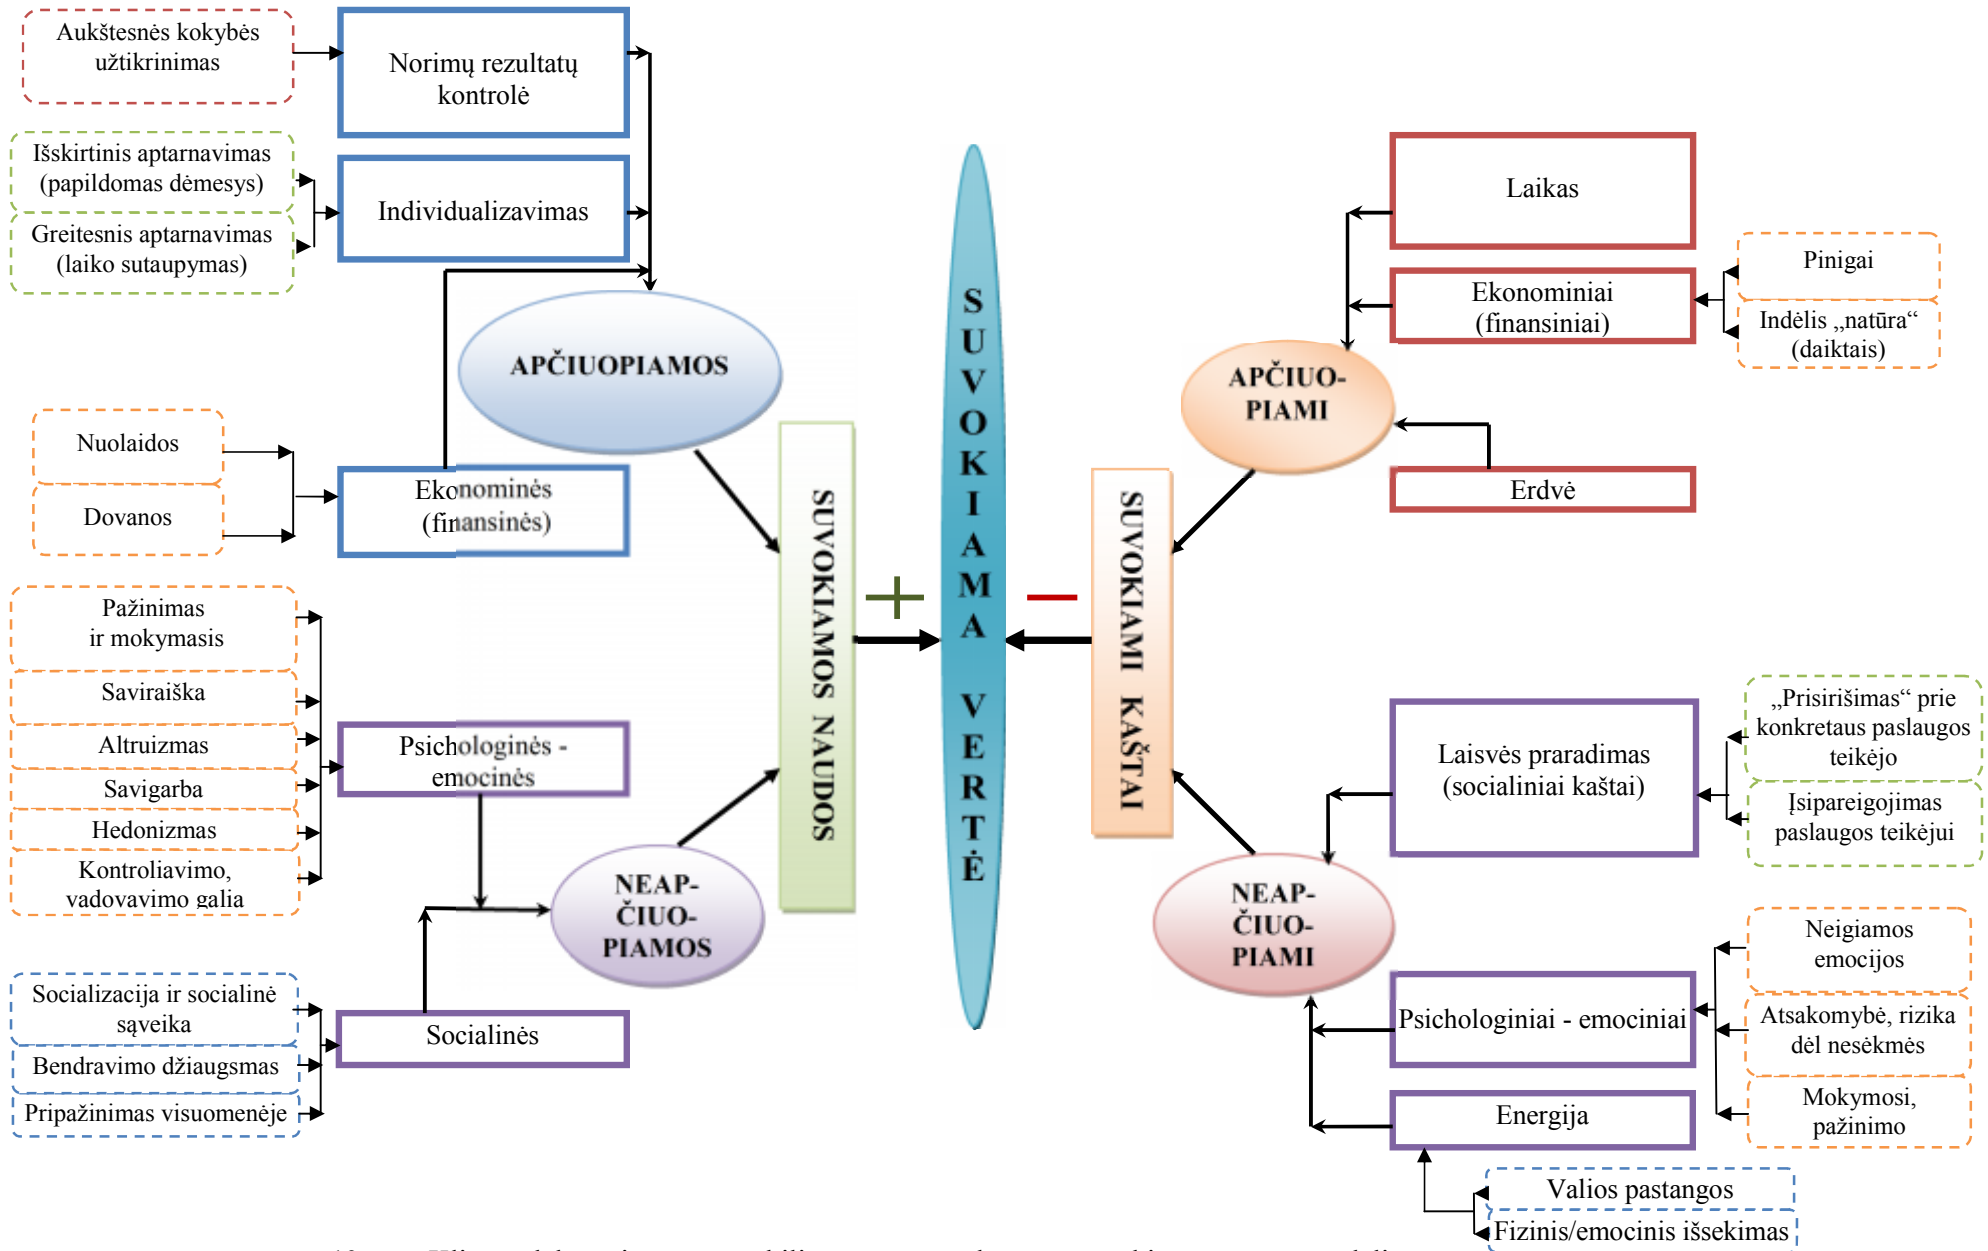 Aukštesnės kokybės
užtikrinimas
Norimų rezultatų
kontrolė
Išskirtinis aptarnavimas
(papildomas dėmesys)
Greitesnis aptarnavimas
(laiko sutaupymas)
Individualizavimas
APČIUOPIAMOS
Nuolaidos
Dovanos
Ekonominės
(finansinės)
Pažinimas
ir mokymasis
Saviraiška
Altruizmas
Savigarba
Hedonizmas
Kontroliavimo,
vadovavimo galia
Psichologinės -
emocinės
NEAP-
ČIUO-
PIAMOS
Socializacija ir socialinė
sąveika
Bendravimo džiaugsmas
Pripažinimas visuomenėje
Socialinės
SUVOKIAMOS NAUDOS
+
SUVOKIAMA VERTĖ
–
SUVOKIAMI KAŠTAI
Laikas
Ekonominiai
(finansiniai)
Pinigai
Indėlis „natūra“
(daiktais)
APČIUO-
PIAMI
Erdvė
Laisvės praradimas
(socialiniai kaštai)
„Prisirišimas“ prie
konkretaus paslaugos
teikėjo
Įsipareigojimas
paslaugos teikėjui
NEAP-
ČIUO-
PIAMI
Psichologiniai - emociniai
Neigiamos
emocijos
Atsakomybė, rizika
dėl nesėkmės
Mokymosi,
pažinimo
Energija
Valios pastangos
Fizinis/emocinis išsekimas